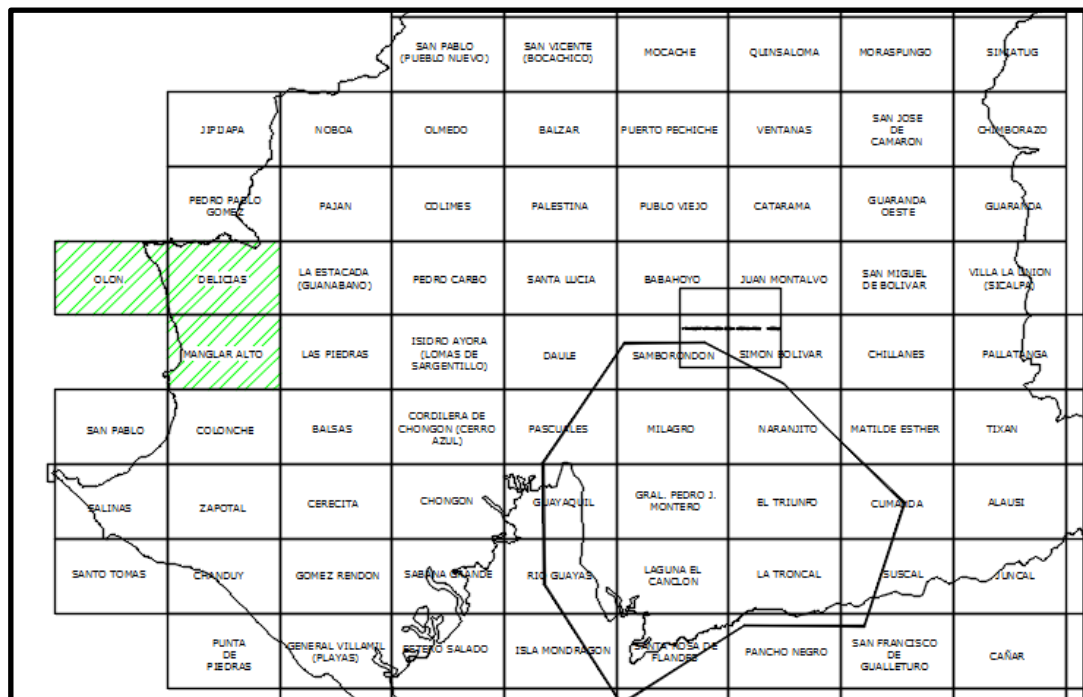 SAN PABLO
(PUEBLO NUEVO)
SAN VICENTE
(BOCACHICO)
MOCACHE
QUINSALOMA
MORASPUNGO
SIMIATUG
JIPIJAPA
NOBOA
OLMEDO
BALZAR
PUERTO PECHICHE
VENTANAS
SAN JOSE
DE
CAMARON
CHIMBORAZO
PEDRO PABLO
GOMEZ
PAJAN
COLIMES
PALESTINA
PUBLO VIEJO
CATARAMA
GUARANDA
OESTE
GUARANDA
OLON
DELICIAS
LA ESTACADA
(GUANABANO)
PEDRO CARBO
SANTA LUCIA
BABAHOYO
JUAN MONTALVO
SAN MIGUEL
DE BOLIVAR
VILLA LA UNION
(SICALPA)
MANGLAR ALTO
LAS PIEDRAS
ISIDRO AYORA
(LOMAS DE
SARGENTILLO)
DAULE
SAMBORONDON
SIMON BOLIVAR
CHILLANES
PALLATANGA
SAN PABLO
COLONCHE
BALSAS
CORDILERA DE
CHONGON (CERRO
AZUL)
PASCUALES
MILAGRO
NARANJITO
MATILDE ESTHER
TIXAN
SALINAS
ZAPOTAL
CERECITA
CHONGON
GUAYAQUIL
GRAL. PEDRO J.
MONTERO
EL TRIUNFO
CUMANDA
ALAUSI
SANTO TOMAS
CHANDUY
GOMEZ RENDON
SABANA GRANDE
RIO GUAYAS
LAGUNA EL
CANCLON
LA TRONCAL
SUSCAL
JUNCAL
PUNTA
DE
PIEDRAS
GENERAL VILLAMIL
(PLAYAS)
ESTERO SALADO
ISLA MONDRAGON
SANTA ROSA DE
FLANDES
PANCHO NEGRO
SAN FRANCISCO
DE
GUALLETURO
CAÑAR